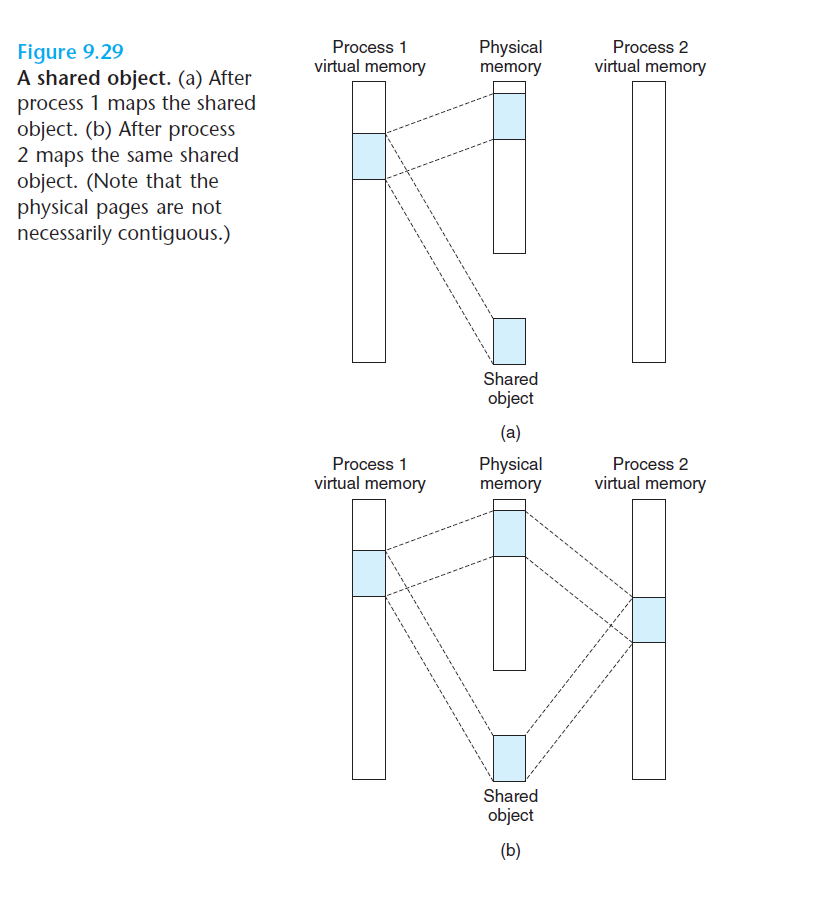 Figure 9.29
A shared object. (a) After
process 1 maps the shared
object. (b) After process
2 maps the same shared
object. (Note that the
physical pages are not
necessarily contiguous.)
Process 1
virtual memory
Physical
memory
Process 2
virtual memory
Shared
object
(a)
Process 1
virtual memory
Physical
memory
Process 2
virtual memory
Shared
object
(b)